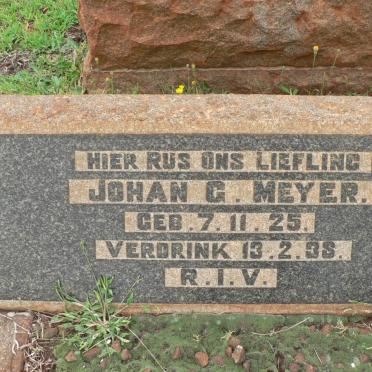 HIER RUS ONS LIEFLING
JOHAN G. MEYER.
GEB. 7. 11. 25.
VERDRINK 13. 2. 38.
R. I. V.